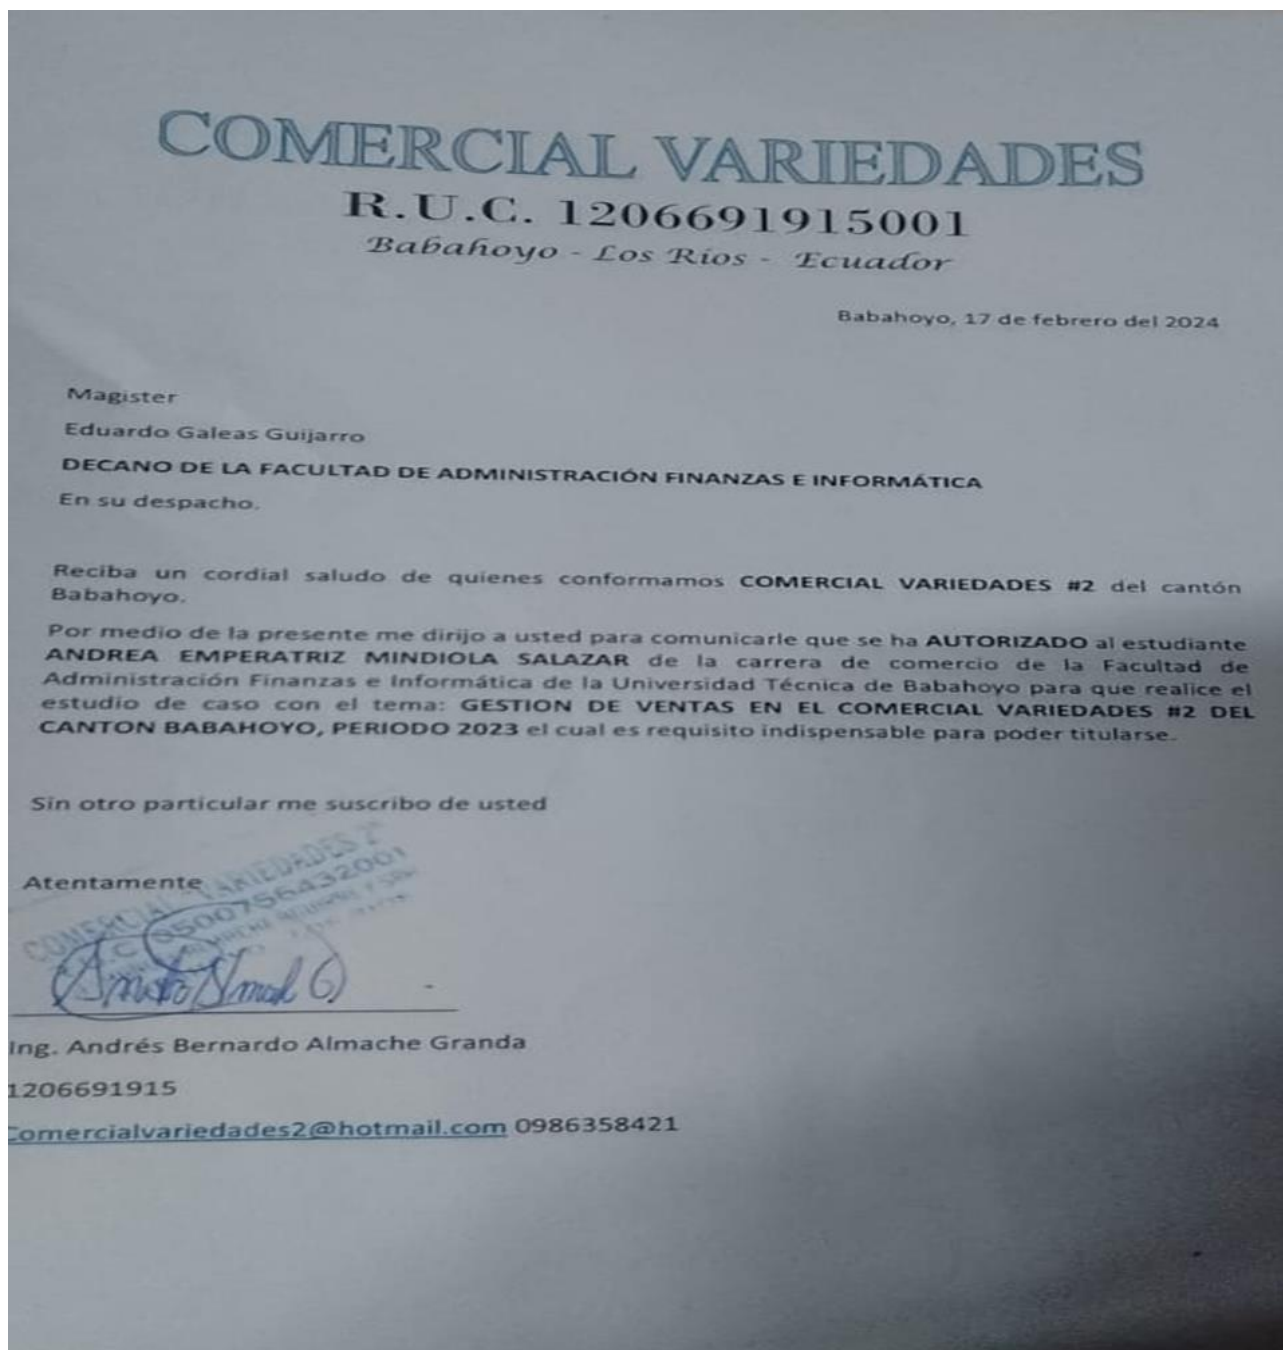 COMERCIAL VARIEDADES
R.U.C. 1206691915001
Babahoyo - Los Ríos - Ecuador
Babahoyo, 17 de febrero del 2024
Magister
Eduardo Galeas Guijarro
DECANO DE LA FACULTAD DE ADMINISTRACIÓN FINANZAS E INFORMÁTICA
En su despacho.
Reciba un cordial saludo de quienes conformamos COMERCIAL VARIEDADES #2 del cantón
Babahoyo.
Por medio de la presente me dirijo a usted para comunicarle que se ha AUTORIZADO al estudiante
ANDREA EMPERATRIZ MINDIOLA SALAZAR de la carrera de comercio de la Facultad de
Administración Finanzas e Informática de la Universidad Técnica de Babahoyo para que realice el
estudio de caso con el tema: GESTION DE VENTAS EN EL COMERCIAL VARIEDADES #2 DEL
CANTON BABAHOYO, PERIODO 2023 el cual es requisito indispensable para poder titularse.
Sin otro particular me suscribo de usted
Atentamente
COMERCIAL VARIEDADES 2
Ing. Andrés Bernardo Almache Granda
1206691915
Comercialvariedades2@hotmail.com 0986358421